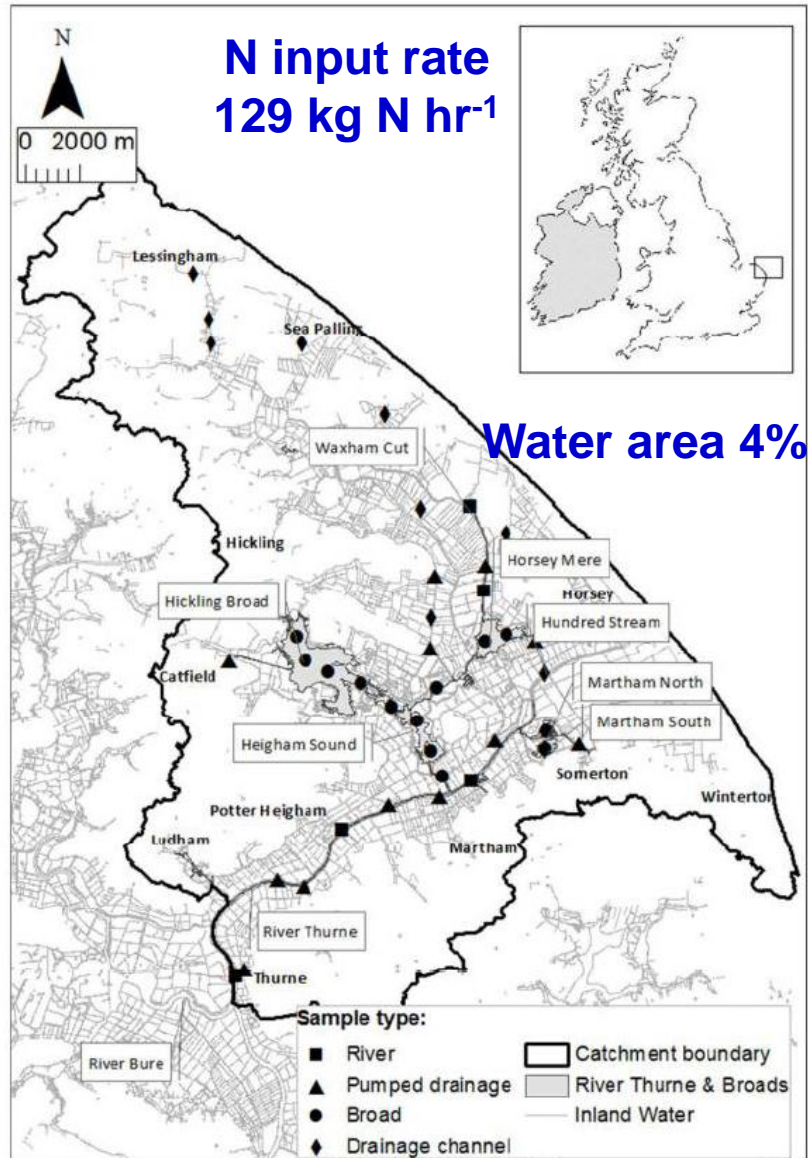 N
N input rate
129 kg N hr-1
0 2000 m
Lessingham
Sea Palling
Waxham Cut
Water area 4%
Hickling
Horsey Mere
Horsey
Hickling Broad
Hundred Stream
Catfield
Martham North
Martham South
Heigham Sound
Somerton
Winterton
Potter Heigham
Ludham
Martham
River Thurne
Thurne
River Bure
Sample type:
River
Pumped drainage
Broad
Drainage channel
Catchment boundary
River Thurne & Broads
Inland Water